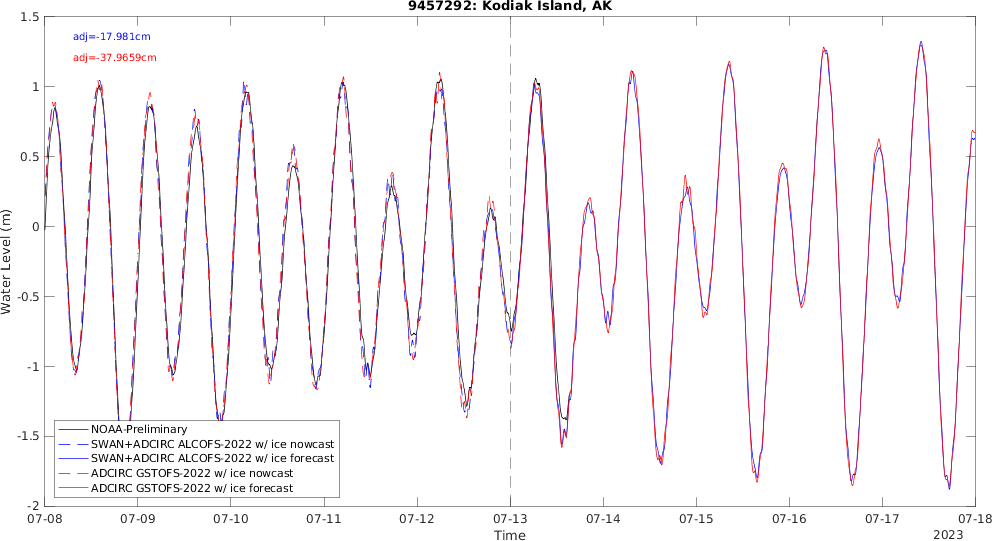 9457292: Kodiak Island, AK
adj=-17.981cm
adj=-37.9659cm
Water Level (m)
1.5
1
0.5
0
-0.5
-1
-1.5
-2
NOAA-Preliminary
SWAN+ADCIRC ALCOFS-2022 w/ ice nowcast
SWAN+ADCIRC ALCOFS-2022 w/ ice forecast
ADCIRC GSTOFS-2022 w/ ice nowcast
ADCIRC GSTOFS-2022 w/ ice forecast
07-08 07-09 07-10 07-11 07-12 07-13 07-14 07-15 07-16 07-17 07-18
Time
2023